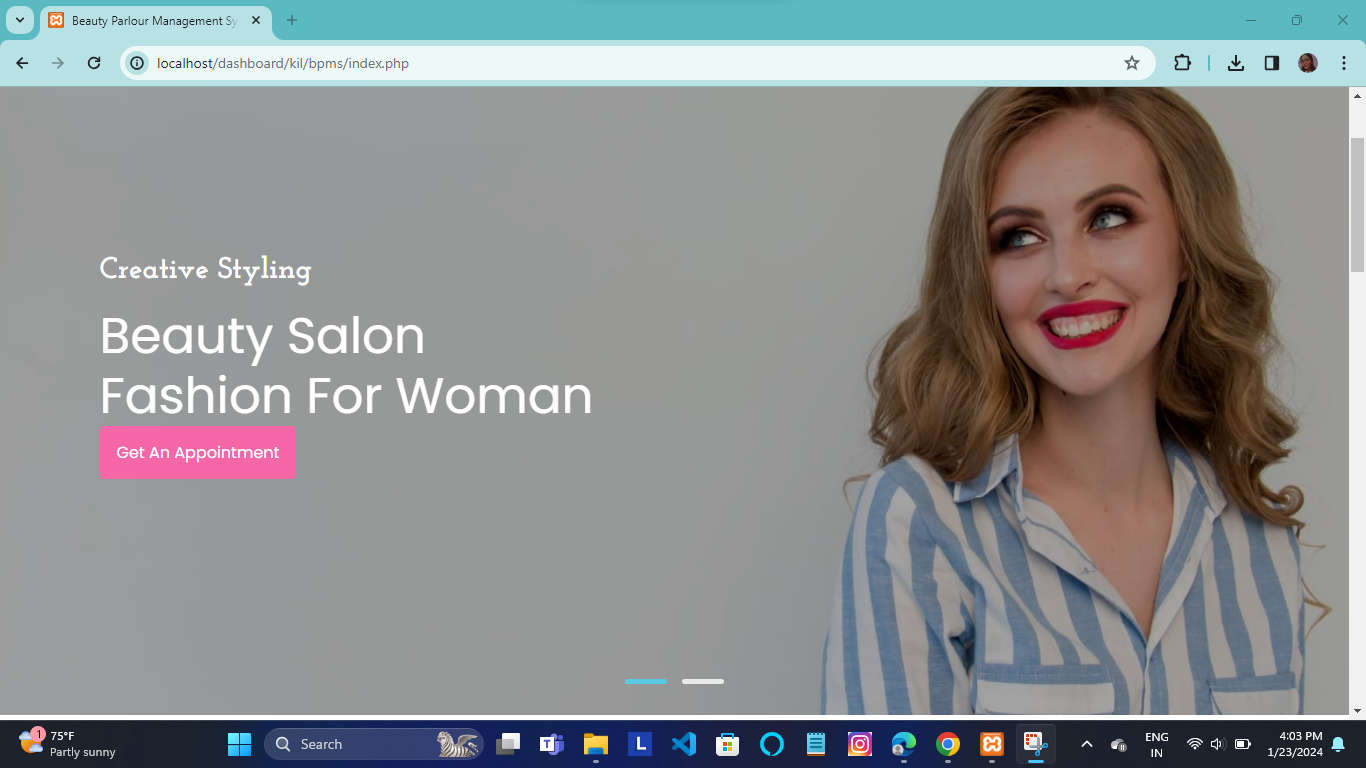 Beauty Parlour Management Sy
localhost/dashboard/kil/bpms/index.php
Creative Styling
Beauty Salon
Fashion For Woman
Get An Appointment
1
75°F
Partly sunny
Search
L
ENG
IN
4:03 PM
1/23/2024